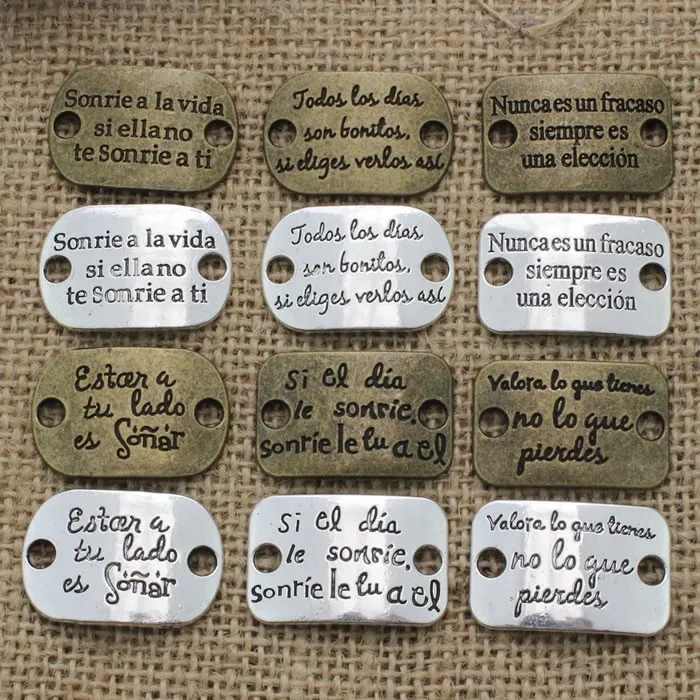 Sonrie a la vida
si ella no
te Sonrie a ti
Todos los días
son bonitos,
si eliges verlos así
Nunca es un fracaso
siempre es
una elección
Sonrie a la vida
si ella no
te Sonrie a ti
Todos los días
son bonitos,
si eliges verlos así
Nunca es un fracaso
siempre es
una elección
Estar a
tu lado
es Soñar
Si el día
le sonríe,
sonríe le tu a el
Valora lo que tienes
no lo que
pierdes
Estar a
tu lado
es Soñar
Si el día
le sonríe,
sonríe le tu a el
Valora lo que tienes
no lo que
pierdes